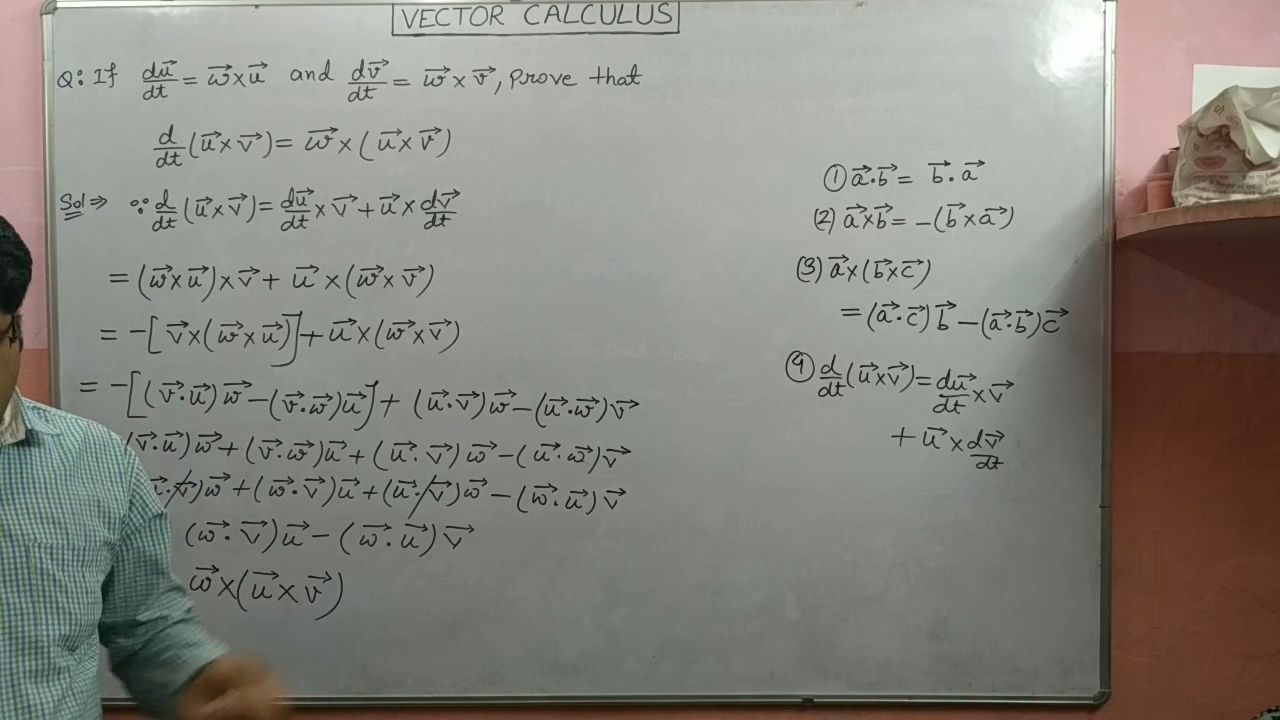 VECTOR CALCULUS
Q: If du⃗/dt = w⃗ × u⃗ and dv⃗/dt = w⃗ × v⃗, prove that
d/dt (u⃗ × v⃗) = w⃗ × (u⃗ × v⃗)
Sol ⇒ ∵ d/dt (u⃗ × v⃗) = du⃗/dt × v⃗ + u⃗ × dv⃗/dt
= (w⃗ × u⃗) × v⃗ + u⃗ × (w⃗ × v⃗)
= -[v⃗ × (w⃗ × u⃗)] + u⃗ × (w⃗ × v⃗)
= -[(v⃗·u⃗)w⃗ - (v⃗·w⃗)u⃗] + (u⃗·v⃗)w⃗ - (u⃗·w⃗)v⃗
(v⃗·u⃗)w⃗ + (v⃗·w⃗)u⃗ + (u⃗·v⃗)w⃗ - (u⃗·w⃗)v⃗
·v⃗)w⃗ + (w⃗·v⃗)u⃗ + (u⃗·v⃗)w⃗ - (w⃗·u⃗)v⃗
(w⃗·v⃗)u⃗ - (w⃗·u⃗)v⃗
w⃗ × (u⃗ × v⃗)
① a⃗·b⃗ = b⃗·a⃗
(2) a⃗ × b⃗ = -(b⃗ × a⃗)
(3) a⃗ × (b⃗ × c⃗)
= (a⃗·c⃗)b⃗ - (a⃗·b⃗)c⃗
④ d/dt (u⃗ × v⃗) = du⃗/dt × v⃗
+ u⃗ × dv⃗/dt